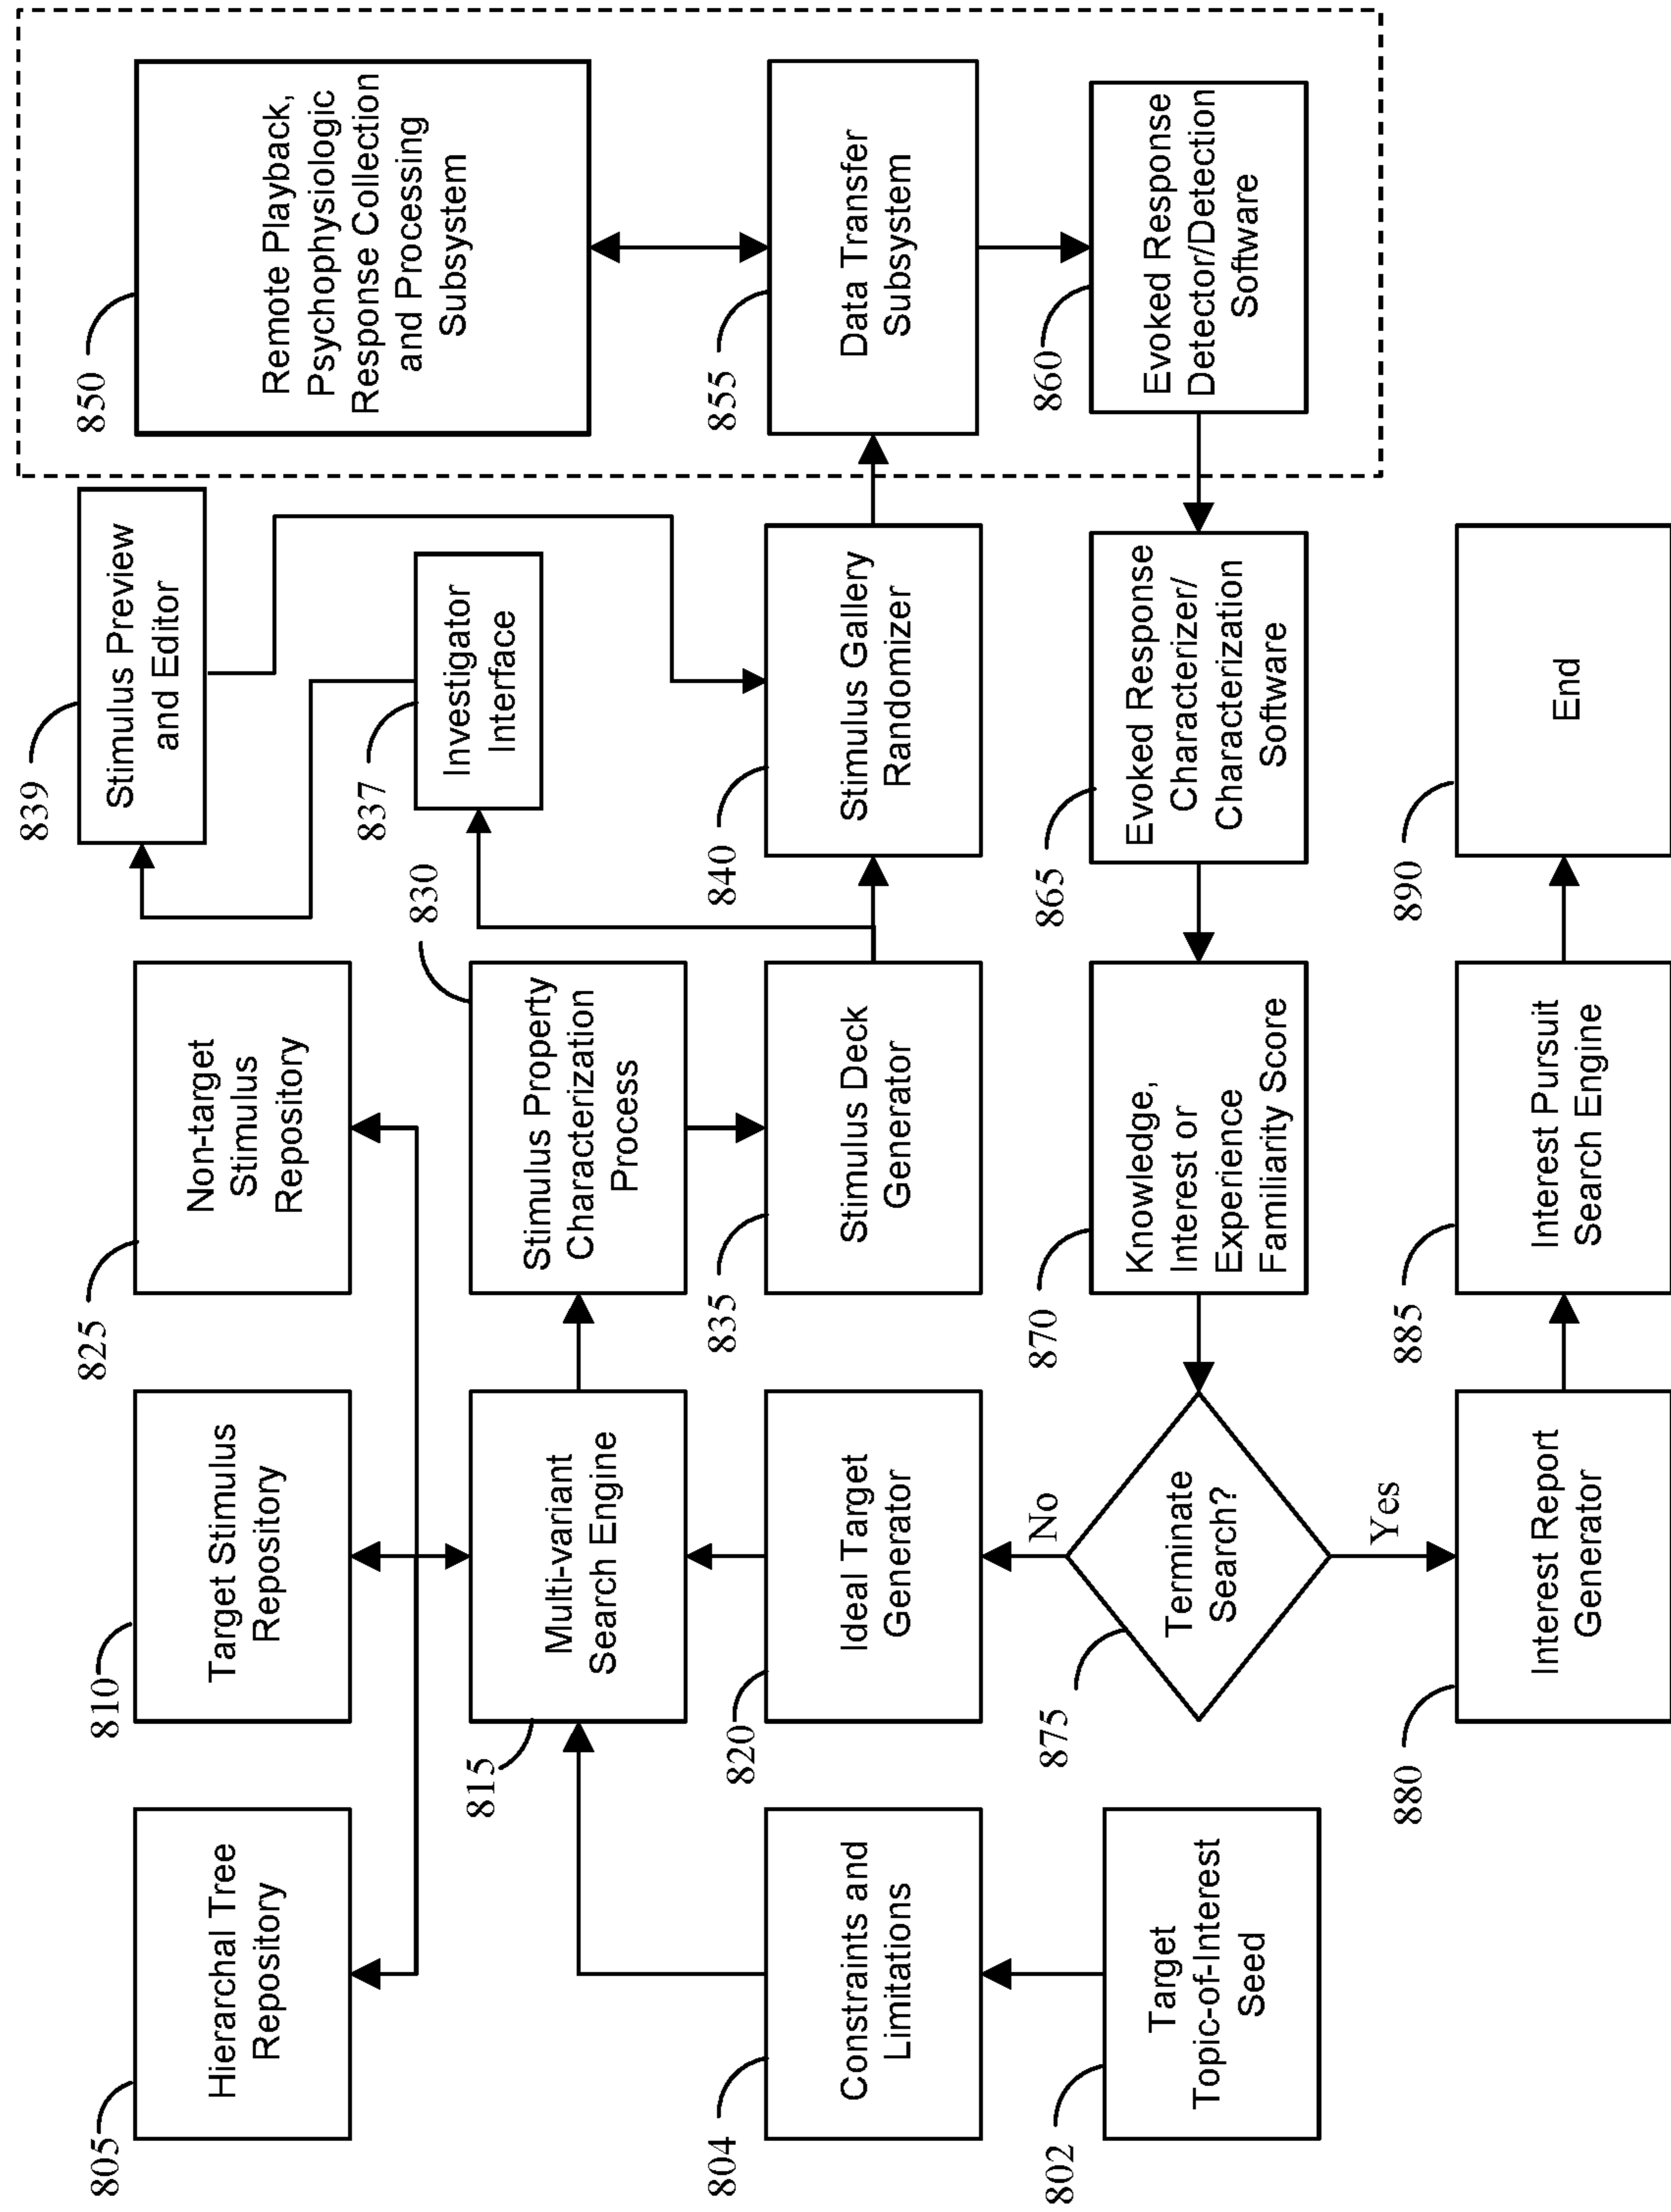 805
Hierarchal Tree
Repository
810
Target Stimulus
Repository
825
Non-target
Stimulus
Repository
839
Stimulus Preview
and Editor
850
Remote Playback,
Psychophysiologic
Response Collection
and Processing
Subsystem
815
Multi-variant
Search Engine
830
Stimulus Property
Characterization
Process
837
Investigator
Interface
804
Constraints and
Limitations
820
Ideal Target
Generator
835
Stimulus Deck
Generator
840
Stimulus Gallery
Randomizer
855
Data Transfer
Subsystem
802
Target
Topic-of-Interest
Seed
875
Terminate
Search?
No
Yes
870
Knowledge,
Interest or
Experience
Familiarity Score
865
Evoked Response
Characterizer/
Characterization
Software
860
Evoked Response
Detector/Detection
Software
880
Interest Report
Generator
885
Interest Pursuit
Search Engine
890
End